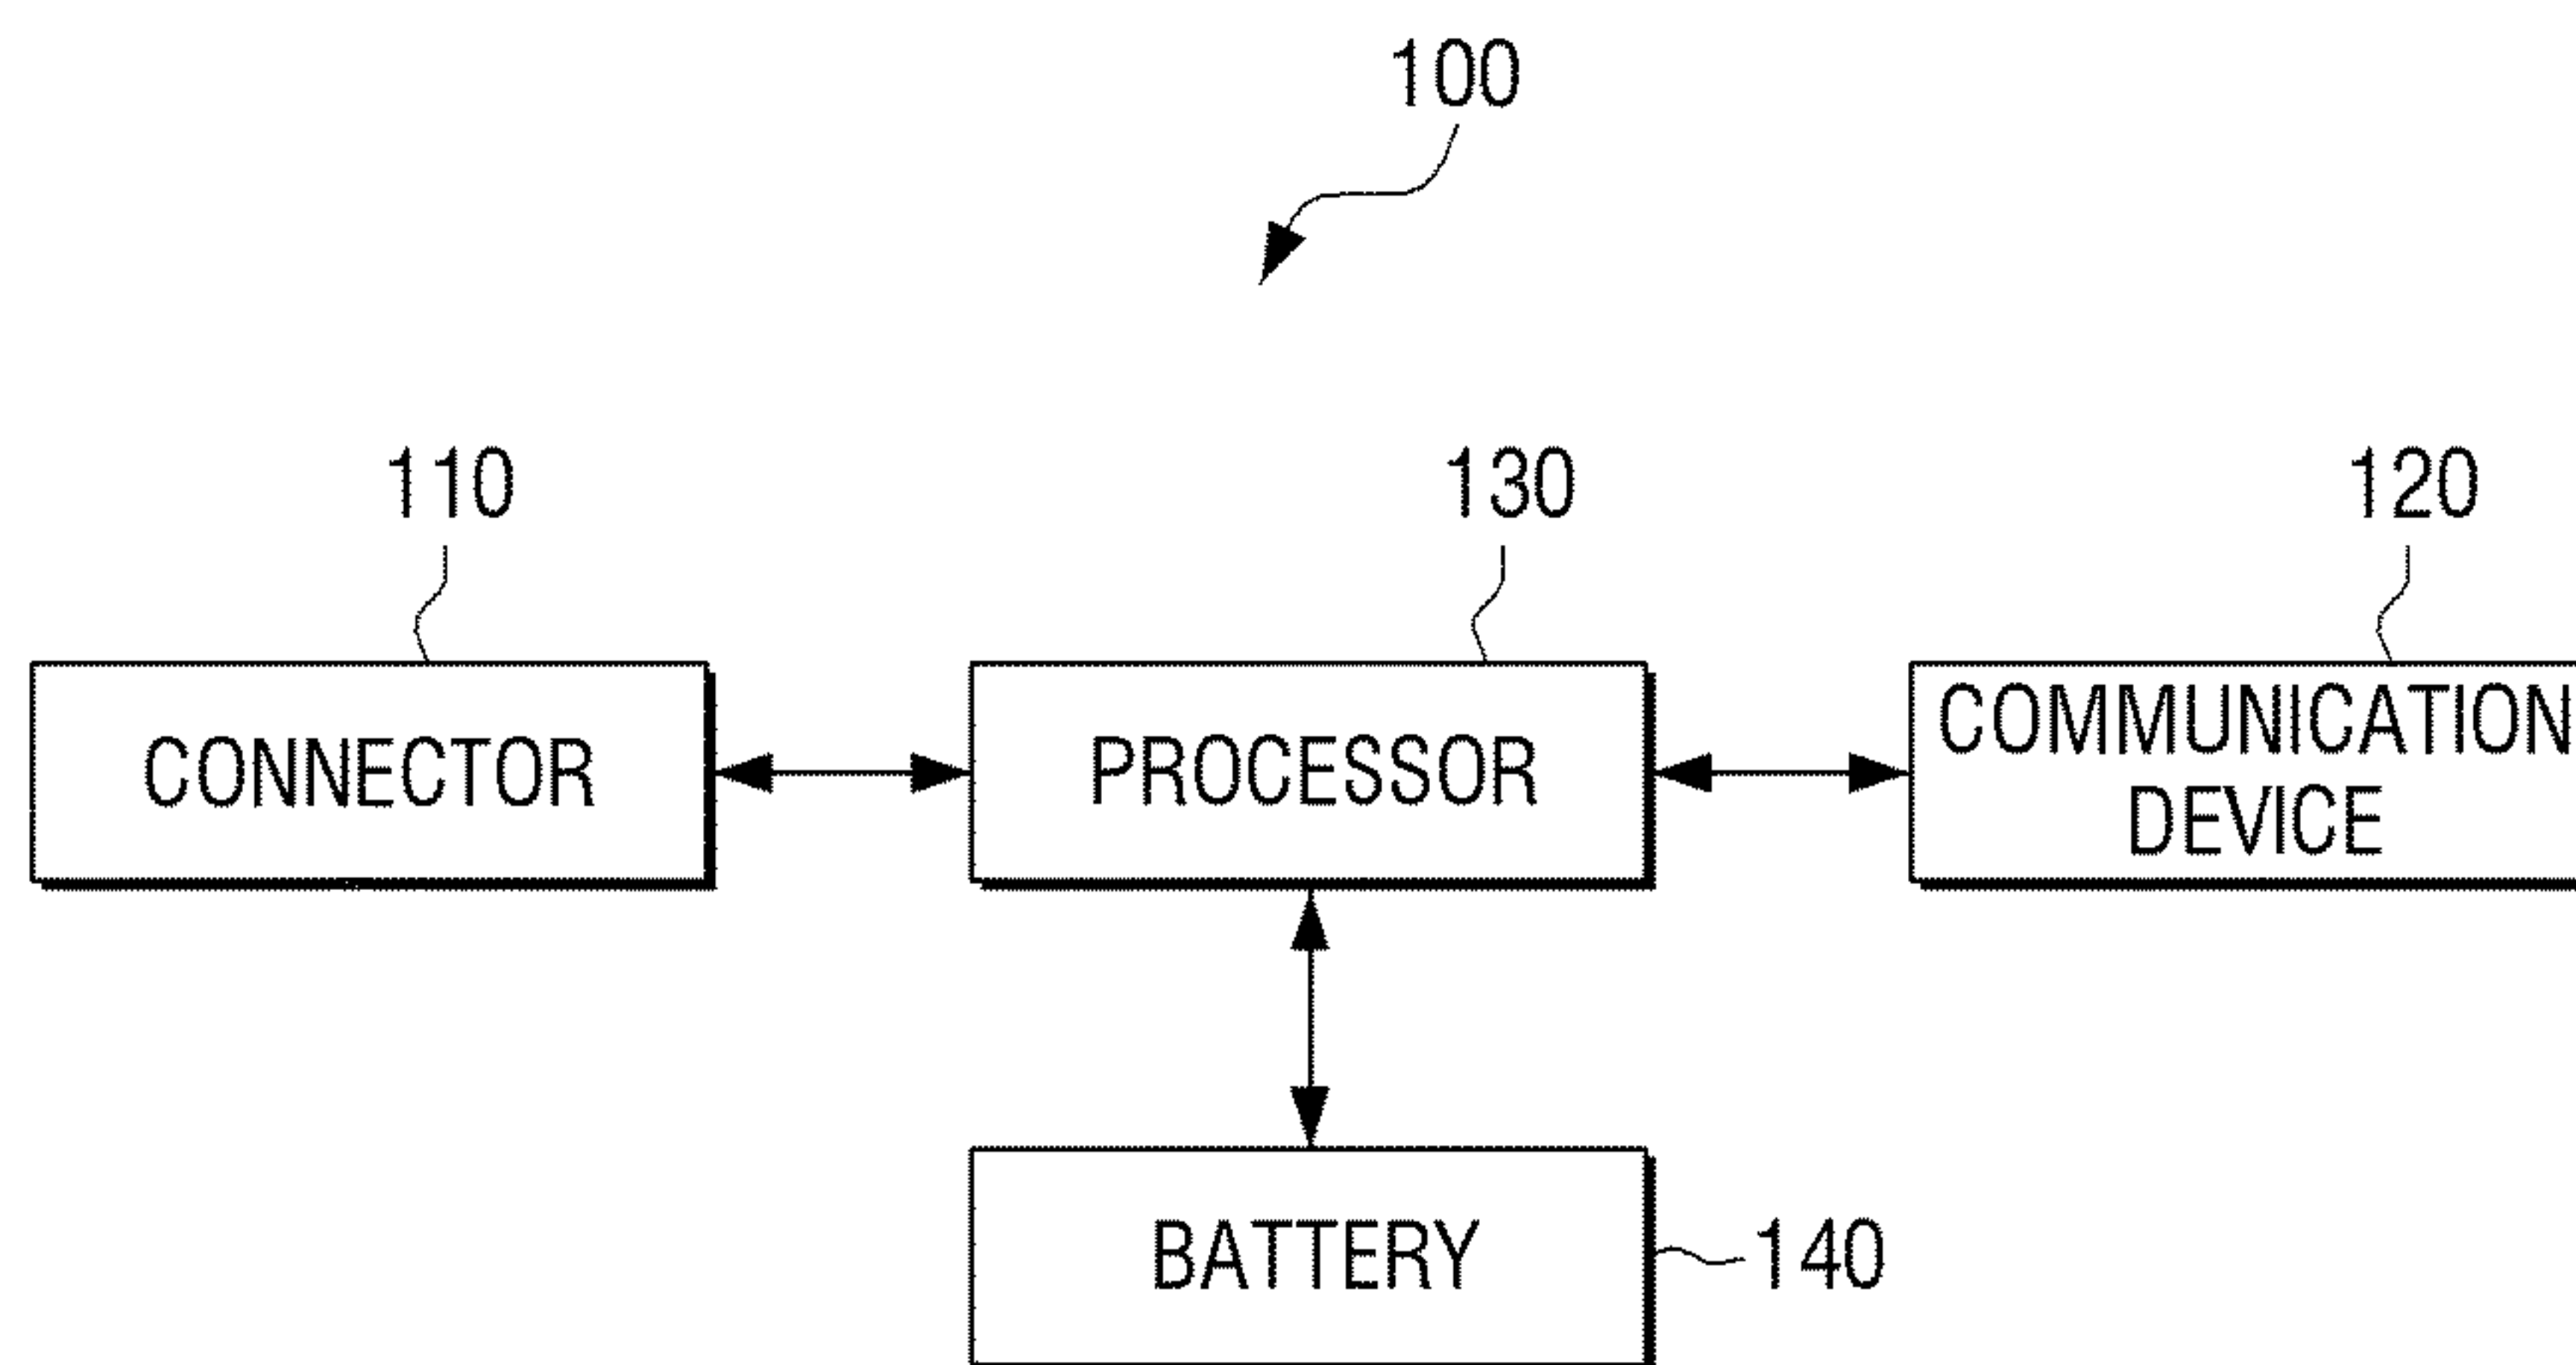 100
110
130
120
CONNECTOR
PROCESSOR
COMMUNICATION
DEVICE
BATTERY
140